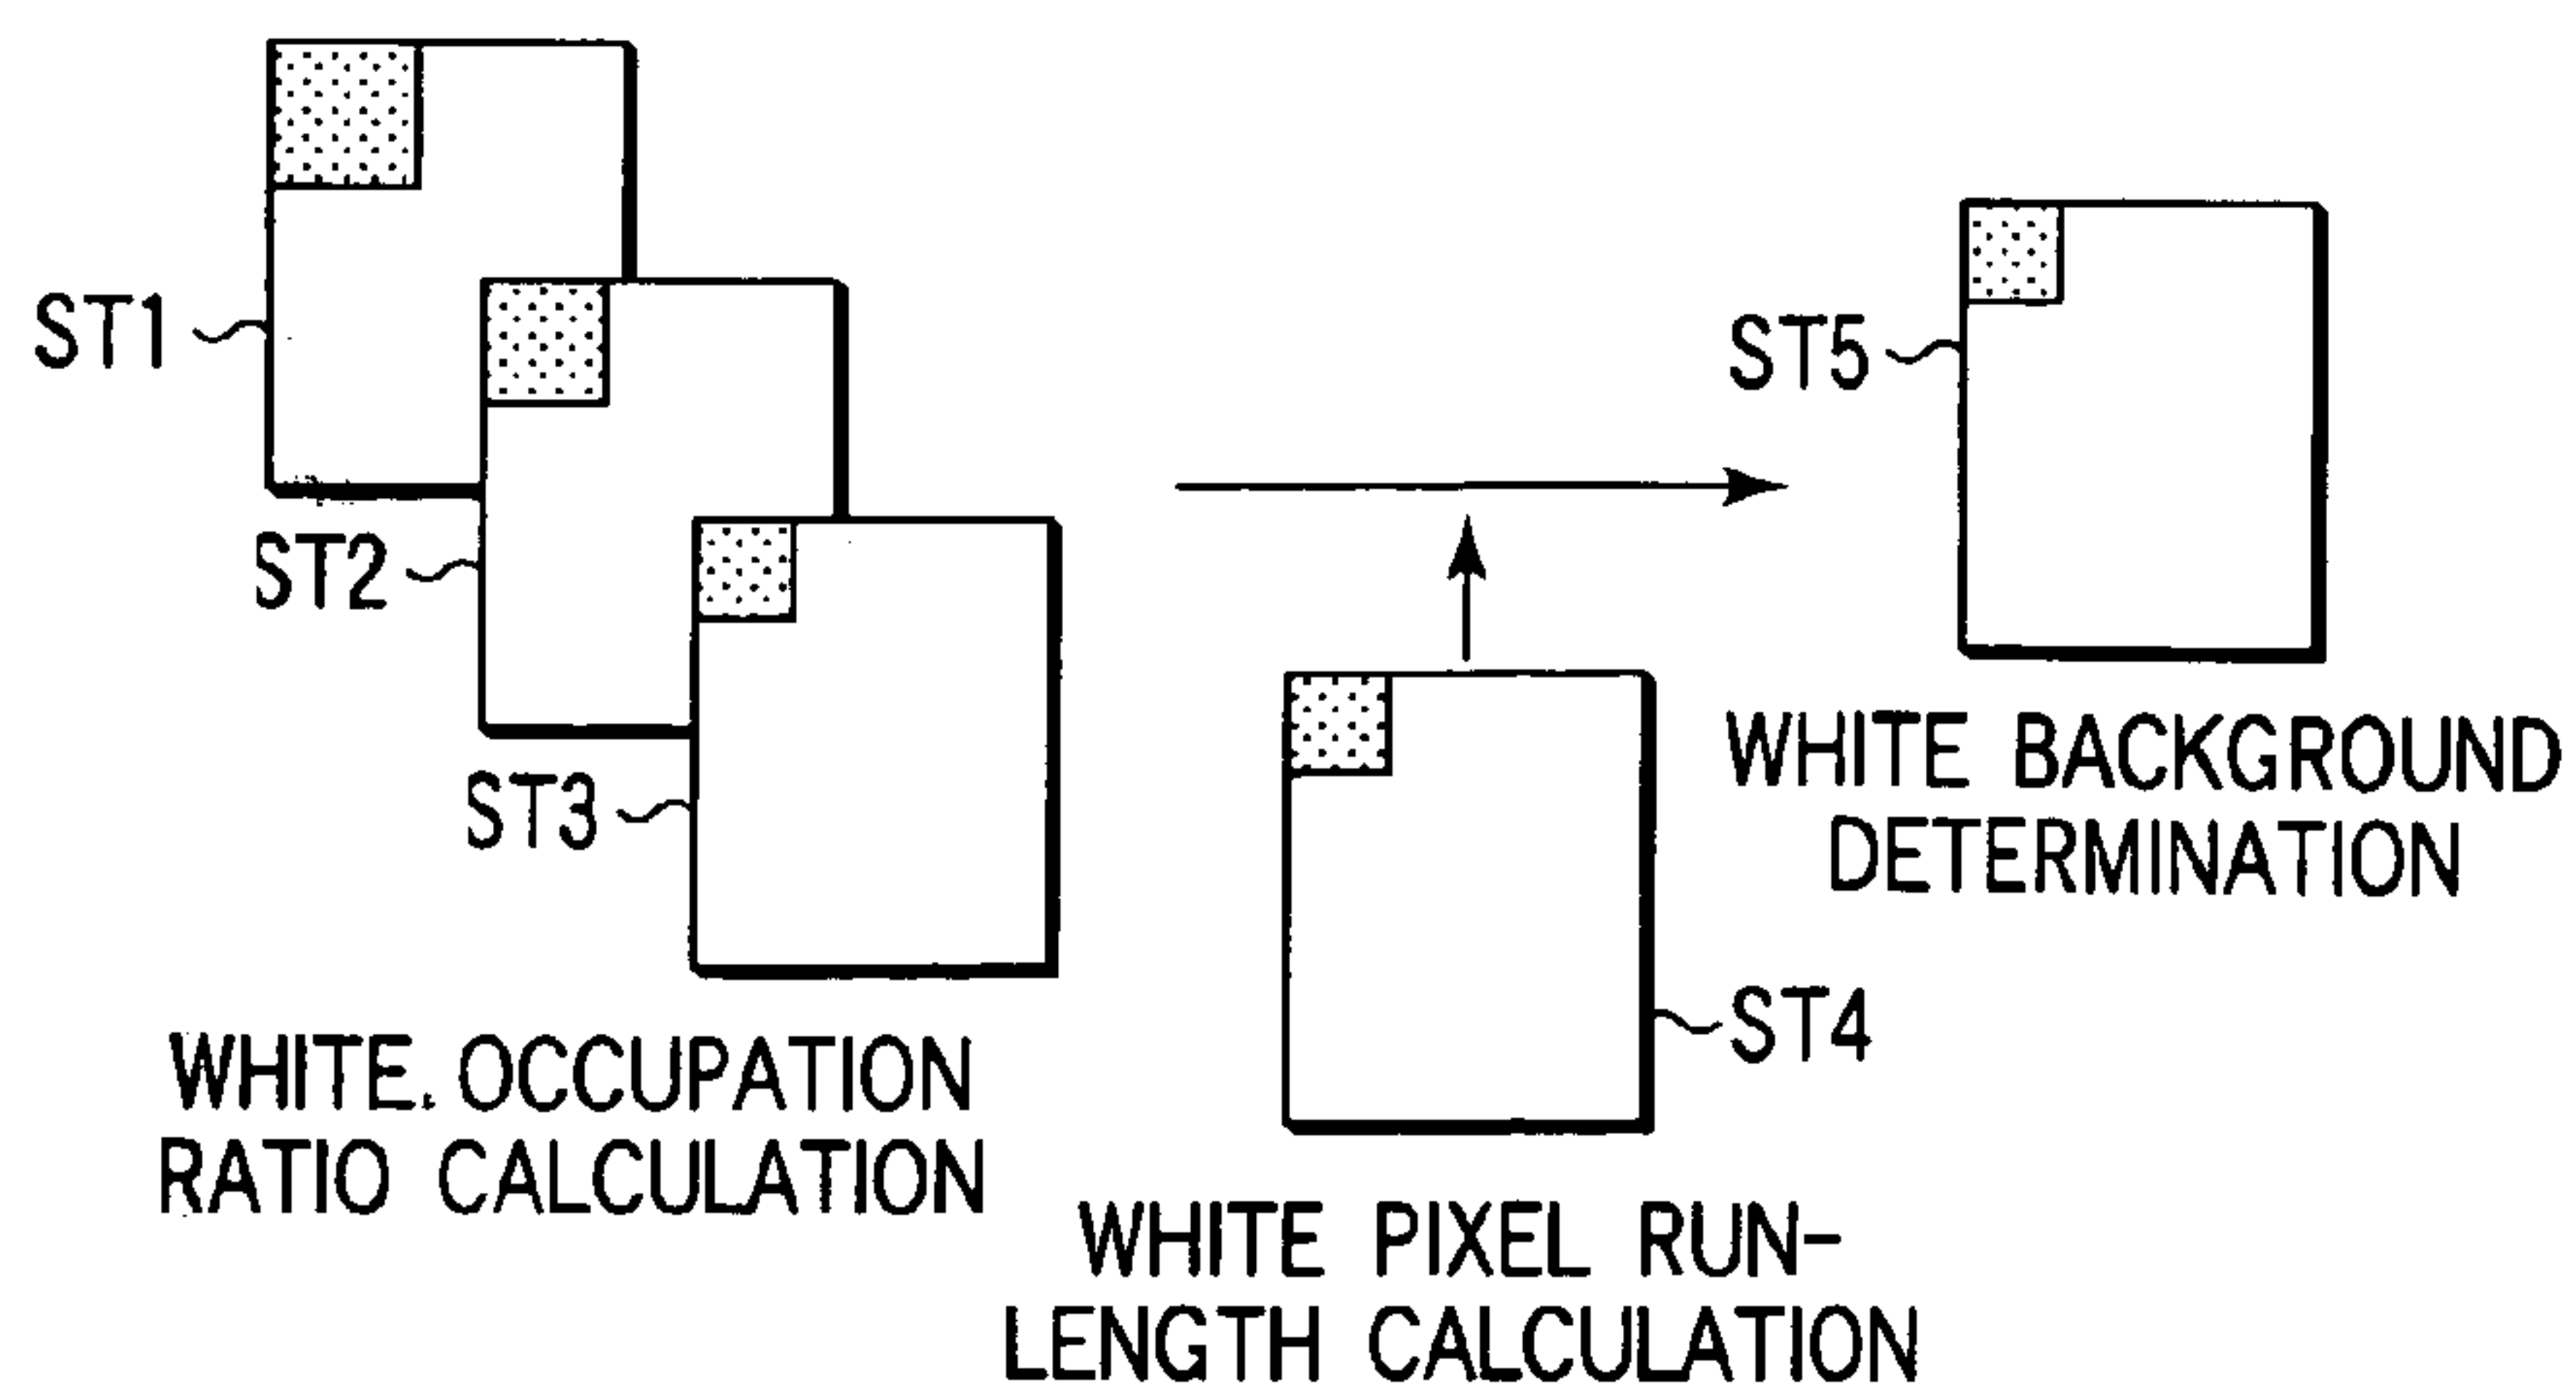 ST1
ST2
ST3
WHITE. OCCUPATION
RATIO CALCULATION
ST4
WHITE PIXEL RUN-
LENGTH CALCULATION
ST5
WHITE BACKGROUND
DETERMINATION